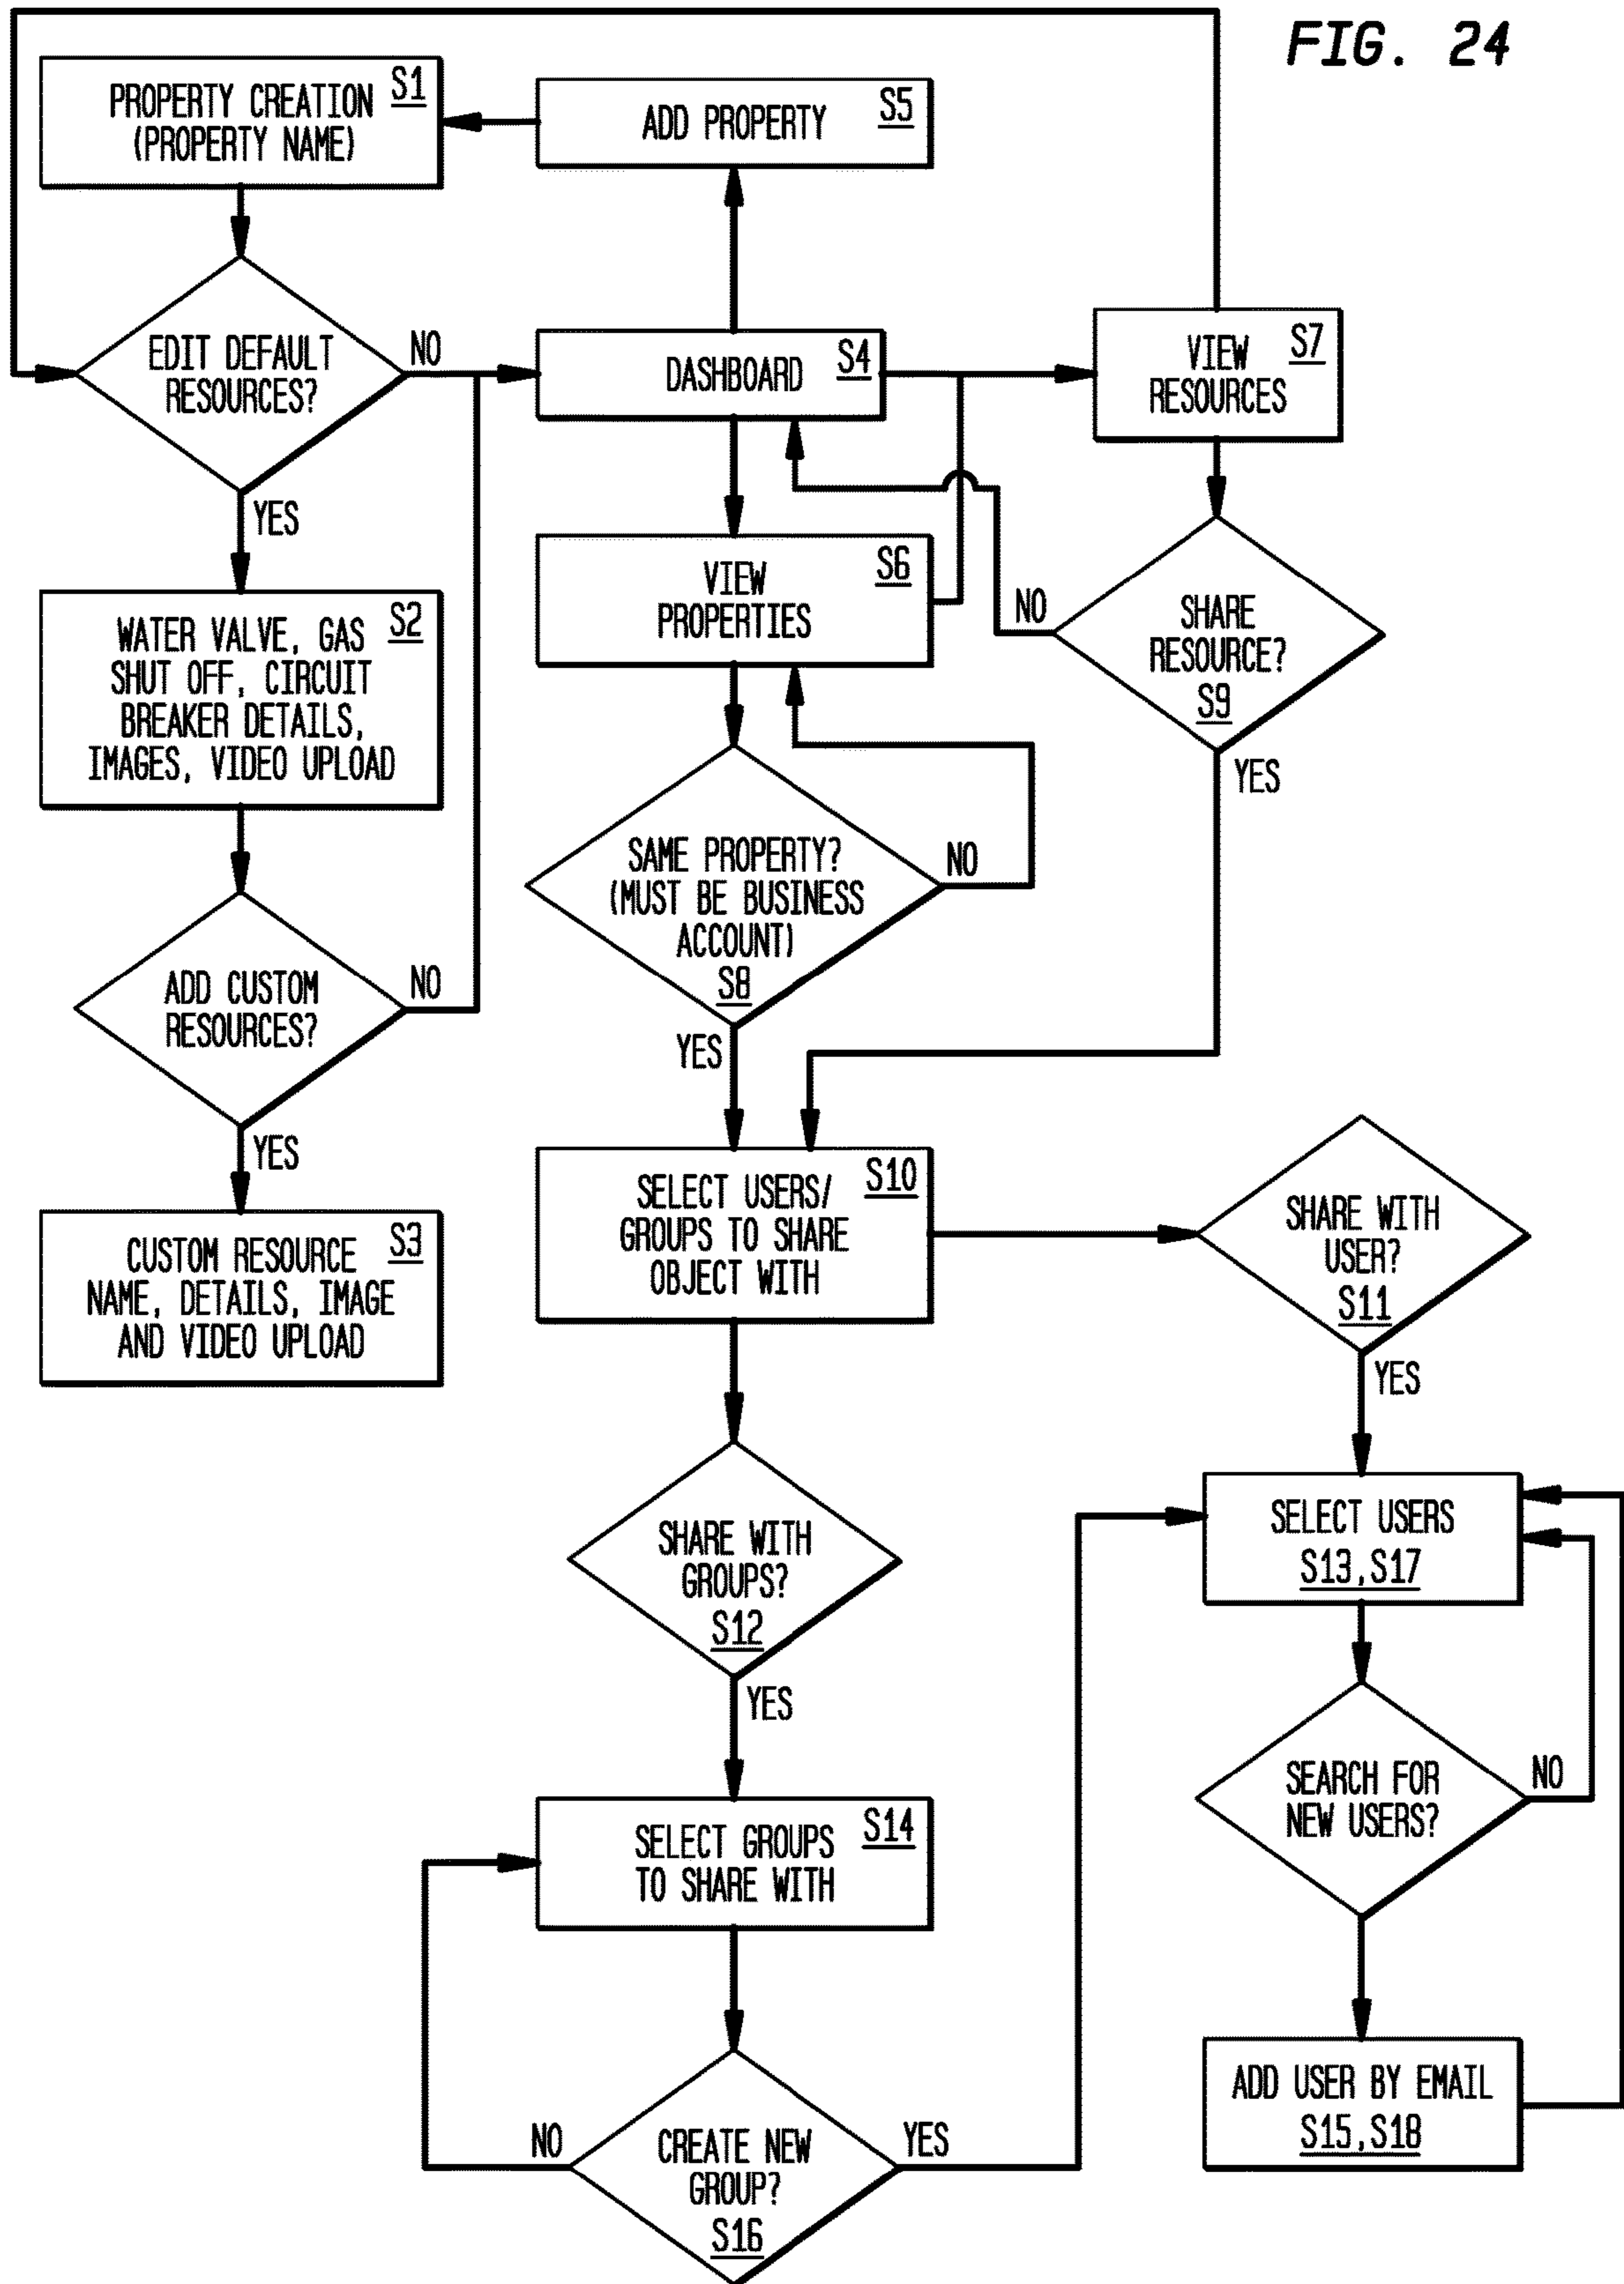 FIG. 24
PROPERTY CREATION
(PROPERTY NAME)
S1
ADD PROPERTY
S5
EDIT DEFAULT
RESOURCES?
NO
YES
DASHBOARD
S4
VIEW
RESOURCES
S7
WATER VALVE, GAS
SHUT OFF, CIRCUIT
BREAKER DETAILS,
IMAGES, VIDEO UPLOAD
S2
VIEW
PROPERTIES
S6
SHARE
RESOURCE?
S9
NO
YES
SAME PROPERTY?
(MUST BE BUSINESS
ACCOUNT)
S8
NO
YES
ADD CUSTOM
RESOURCES?
NO
YES
CUSTOM RESOURCE
NAME, DETAILS, IMAGE
AND VIDEO UPLOAD
S3
SELECT USERS/
GROUPS TO SHARE
OBJECT WITH
S10
SHARE WITH
USER?
S11
YES
SHARE WITH
GROUPS?
S12
YES
SELECT USERS
S13,S17
SEARCH FOR
NEW USERS?
NO
SELECT GROUPS
TO SHARE WITH
S14
CREATE NEW
GROUP?
S16
NO
YES
ADD USER BY EMAIL
S15,S18